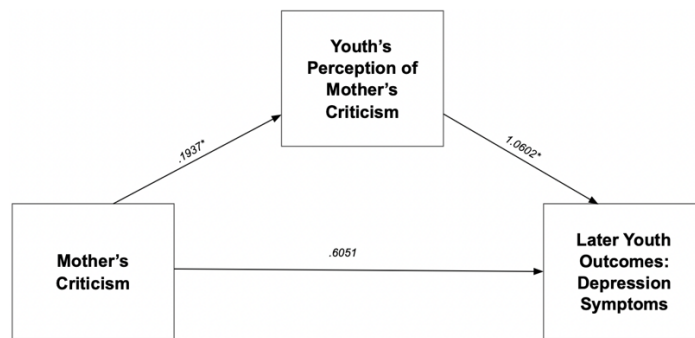 Youth's
Perception of
Mother's
Criticism
.1937*
1.0602*
Mother's
Criticism
.6051
Later Youth
Outcomes:
Depression
Symptoms